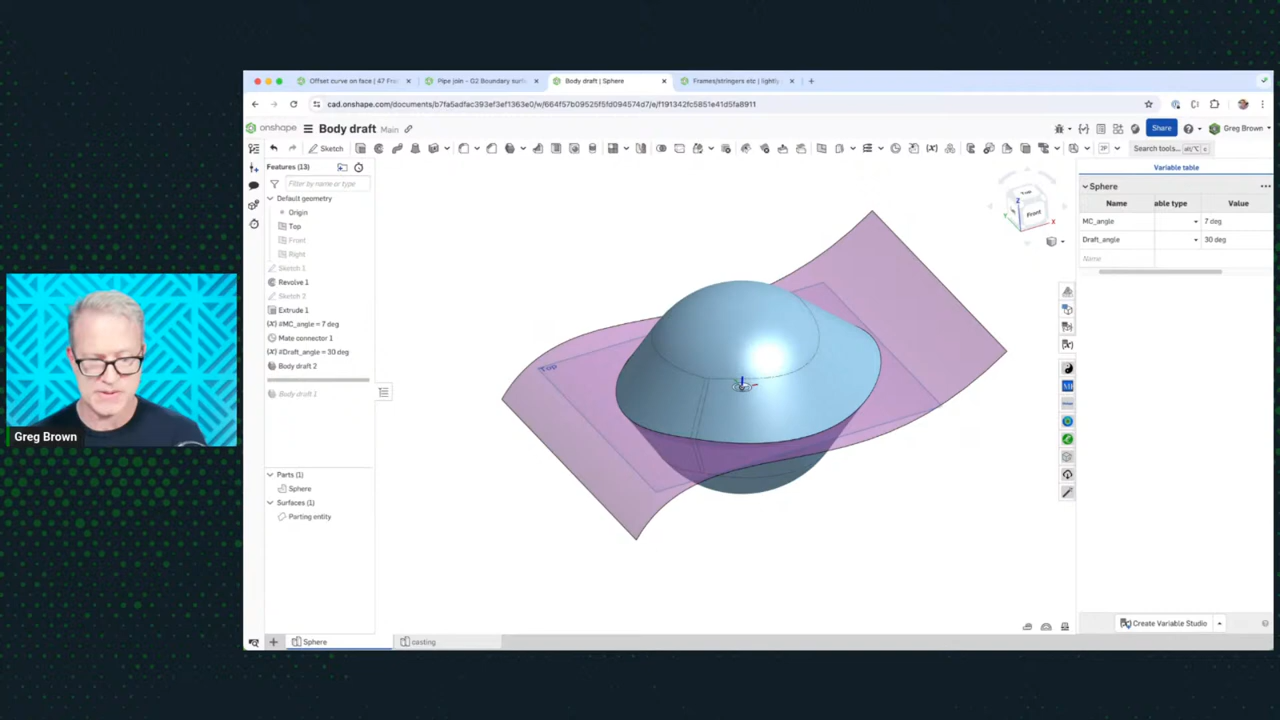 Offset curve on face | 47 Fr
Pipe join - G2 Boundary surf
Body draft | Sphere
Frames/stringers etc | lightly
cad.onshape.com/documents/b7fa5adfac393ef3ef1363e0/w/664f57b09525f5fd094574d7/e/f191342fc5851e41d5fa8911
onshape
Body draft Main
Share
Greg Brown
Sketch
Search tools... alt/⌥ c
Features (13)
Filter by name or type
Default geometry
Origin
Top
Front
Right
Sketch 1
Revolve 1
Sketch 2
Extrude 1
(x) #MC_angle = 7 deg
Mate connector 1
(x) #Draft_angle = 30 deg
Body draft 2
Body draft 1
Parts (1)
Sphere
Surfaces (1)
Parting entity
Top
Top
Front
Z
X
Y
Variable table
Sphere
Name able type Value
MC_angle 7 deg
Draft_angle 30 deg
Name
Create Variable Studio
Sphere
casting
Greg Brown